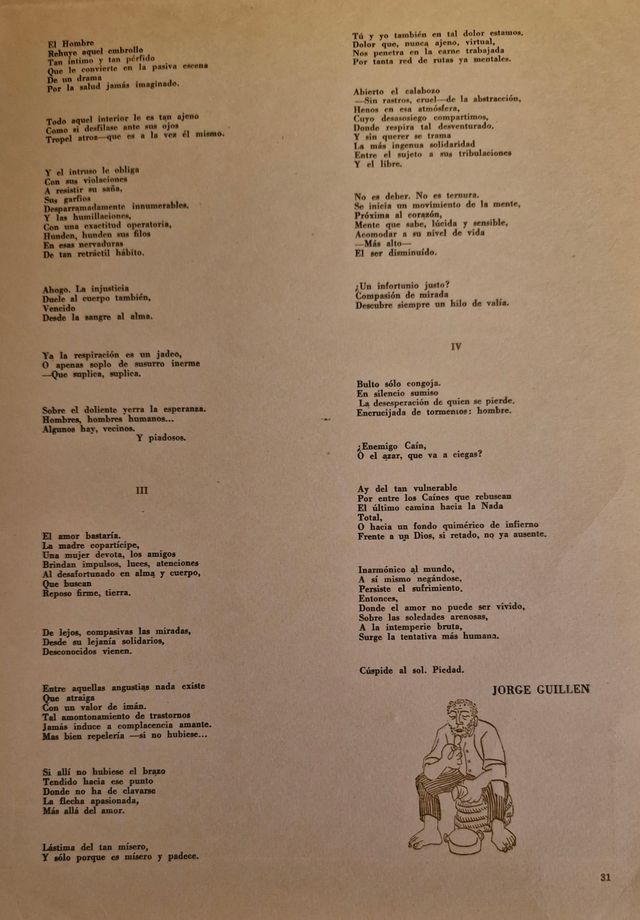 El Hombre
Rehuye aquel embrollo
Tan íntimo y tan pérfido
Que le convierte en la pasiva escena
De un drama
Por la salud jamás imaginado.
Todo aquel interior le es tan ajeno
Como si desfilase ante sus ojos
Tropel atroz—que es a la vez él mismo.
Y el intruso le obliga
Con sus violaciones
A resistir su saña,
Sus garfios
Desparramadamente innumerables.
Y las humillaciones,
Con una exactitud operatoria,
Hunden, hunden sus filos
En esas nervaduras
De tan retráctil hábito.
Ahogo. La injusticia
Duele al cuerpo también,
Vencido
Desde la sangre al alma.
Ya la respiración es un jadeo,
O apenas soplo de susurro inerme
—Que suplica, suplica.
Sobre el doliente yerra la esperanza.
Hombres, hombres humanos...
Algunos hay, vecinos.
Y piadosos.
III
El amor bastaría.
La madre copartícipe,
Una mujer devota, los amigos
Brindan impulsos, luces, atenciones
Al desafortunado en alma y cuerpo,
Que buscan
Reposo firme, tierra.
De lejos, compasivas las miradas,
Desde su lejanía solidarios,
Desconocidos vienen.
Entre aquellas angustias nada existe
Que atraiga
Con un valor de imán.
Tal amontonamiento de trastornos
Jamás induce a complacencia amante.
Mas bien repelería —si no hubiese...
Si allí no hubiese el brazo
Tendido hacia ese punto
Donde no ha de clavarse
La flecha apasionada,
Más allá del amor.
Lástima del tan mísero,
Y sólo porque es mísero y padece.
Tú y yo también en tal dolor estamos.
Dolor que, nunca ajeno, virtual,
Nos penetra en la carne trabajada
Por tanta red de rutas ya mentales.
Abierto el calabozo
—Sin rastros, cruel—de la abstracción,
Henos en esa atmósfera,
Cuyo desasosiego compartimos,
Donde respira tal desventurado.
Y sin querer se trama
La más ingenua solidaridad
Entre el sujeto a sus tribulaciones
Y el libre.
No es deber. No es ternura.
Se inicia un movimiento de la mente,
Próxima al corazón,
Mente que sabe, lúcida y sensible,
Acomodar a su nivel de vida
—Más alto—
El ser disminuído.
¿Un infortunio justo?
Compasión de mirada
Descubre siempre un hilo de valía.
IV
Bulto sólo congoja.
En silencio sumiso
La desesperación de quien se pierde.
Encrucijada de tormentos: hombre.
¿Enemigo Caín,
O el azar, que va a ciegas?
Ay del tan vulnerable
Por entre los Caínes que rebuscan
El último camina hacia la Nada
Total,
O hacia un fondo quimérico de infierno
Frente a un Dios, si retado, no ya ausente.
Inarmónico al mundo,
A sí mismo negándose,
Persiste el sufrimiento.
Entonces,
Donde el amor no puede ser vivido,
Sobre las soledades arenosas,
A la intemperie bruta,
Surge la tentativa más humana.
Cúspide al sol. Piedad.
JORGE GUILLEN
31